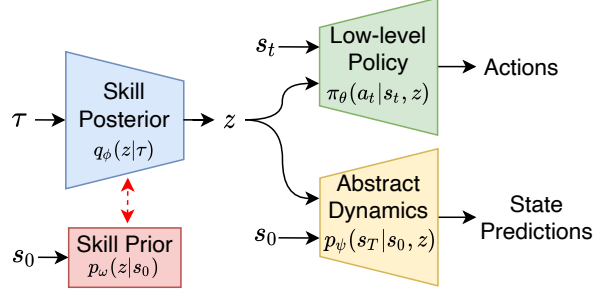 τ
Skill
Posterior
q_ϕ(z|τ)
z
s_t
Low-level
Policy
π_θ(a_t|s_t, z)
Actions
s_0
Skill Prior
p_ω(z|s_0)
s_0
Abstract
Dynamics
p_ψ(s_T|s_0, z)
State
Predictions